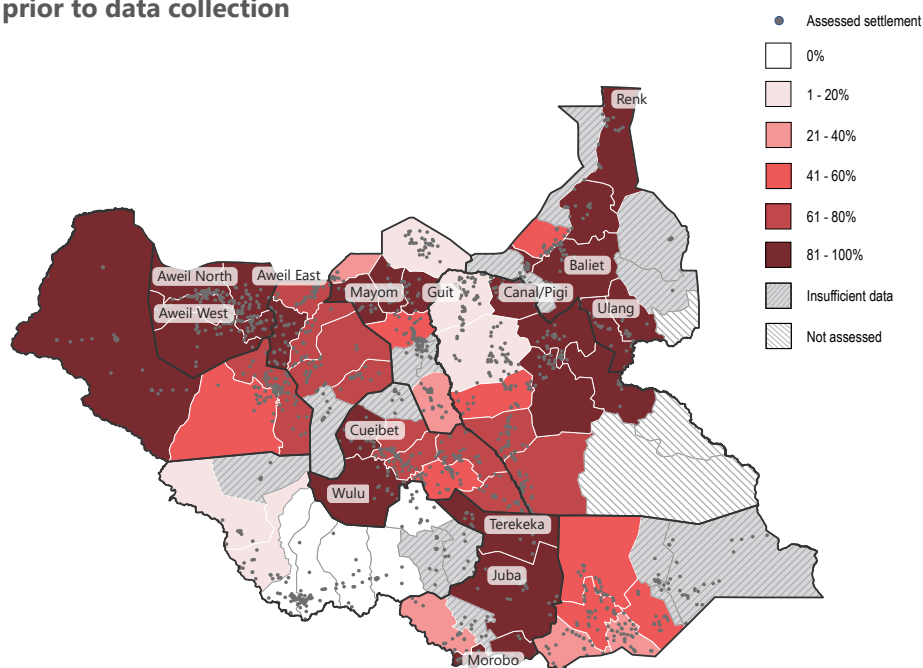 prior to data collection
Assessed settlement
0%
1 - 20%
21 - 40%
41 - 60%
61 - 80%
81 - 100%
Insufficient data
Not assessed
Renk
Baliet
Aweil North
Aweil East
Mayom
Guit
Canal/Pigi
Aweil West
Ulang
Cueibet
Wulu
Terekeka
Juba
Morobo